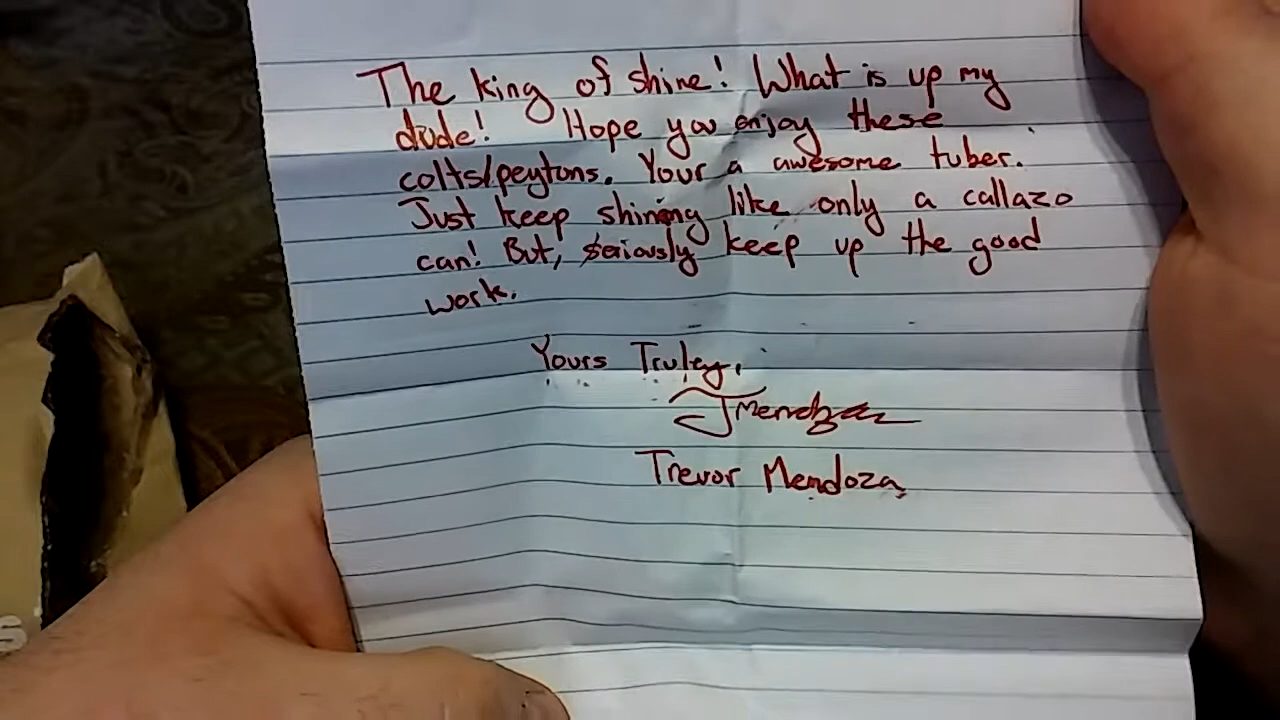 The king of shine! What is up my
dude! Hope you enjoy these
colts/peytons. Your a awesome tuber.
Just keep shining like only a callazo
can! But, seriously keep up the good
work.
Yours Truley,
TMendoza
Trevor Mendoza
S